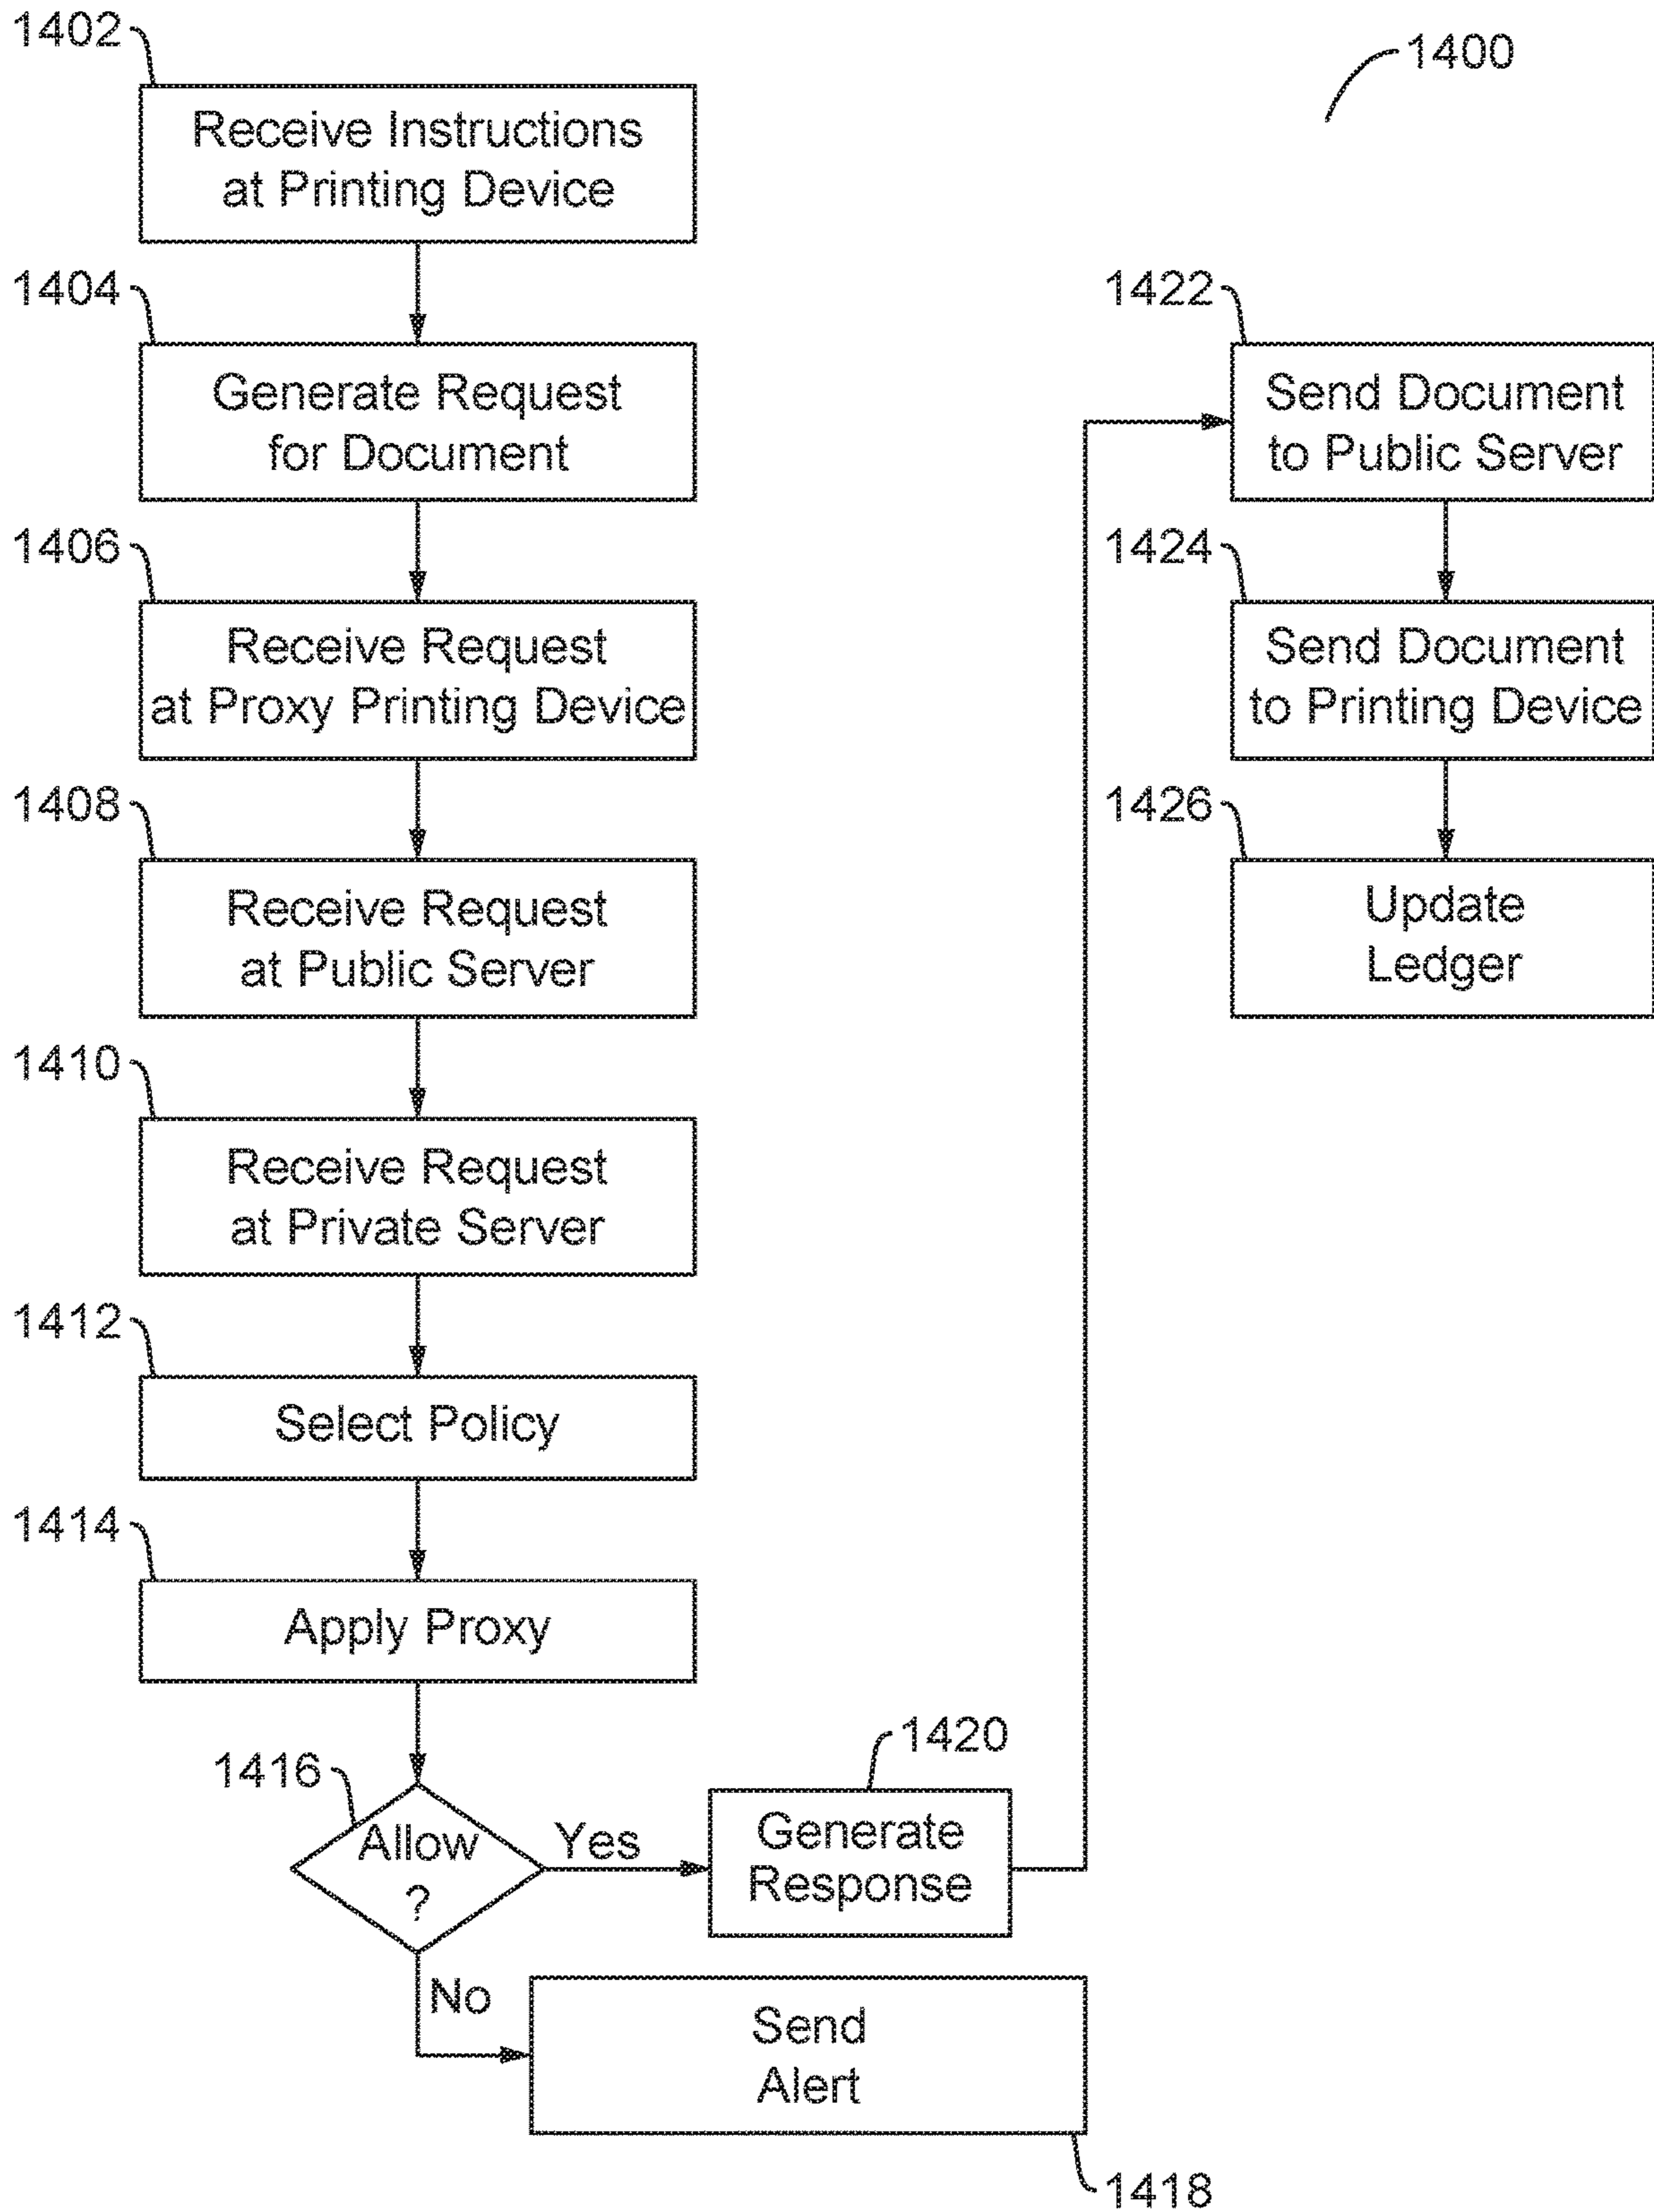 1400
1402
Receive Instructions
at Printing Device
1404
Generate Request
for Document
1406
Receive Request
at Proxy Printing Device
1408
Receive Request
at Public Server
1410
Receive Request
at Private Server
1412
Select Policy
1414
Apply Proxy
1416
Allow
?
Yes
No
1420
Generate
Response
Send
Alert
1418
1422
Send Document
to Public Server
1424
Send Document
to Printing Device
1426
Update
Ledger